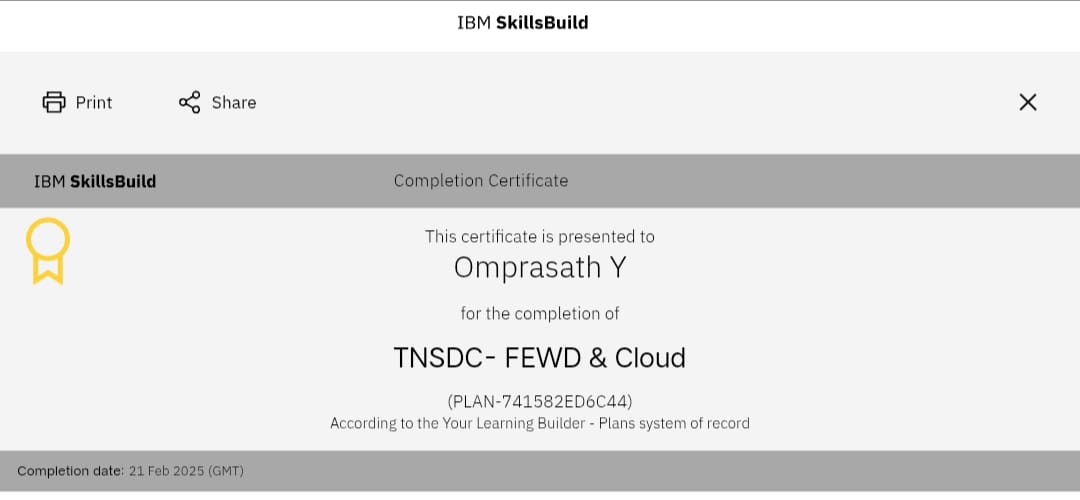 IBM SkillsBuild
Print
Share
IBM SkillsBuild
Completion Certificate
This certificate is presented to
Omprasath Y
for the completion of
TNSDC- FEWD & Cloud
(PLAN-741582ED6C44)
According to the Your Learning Builder - Plans system of record
Completion date: 21 Feb 2025 (GMT)